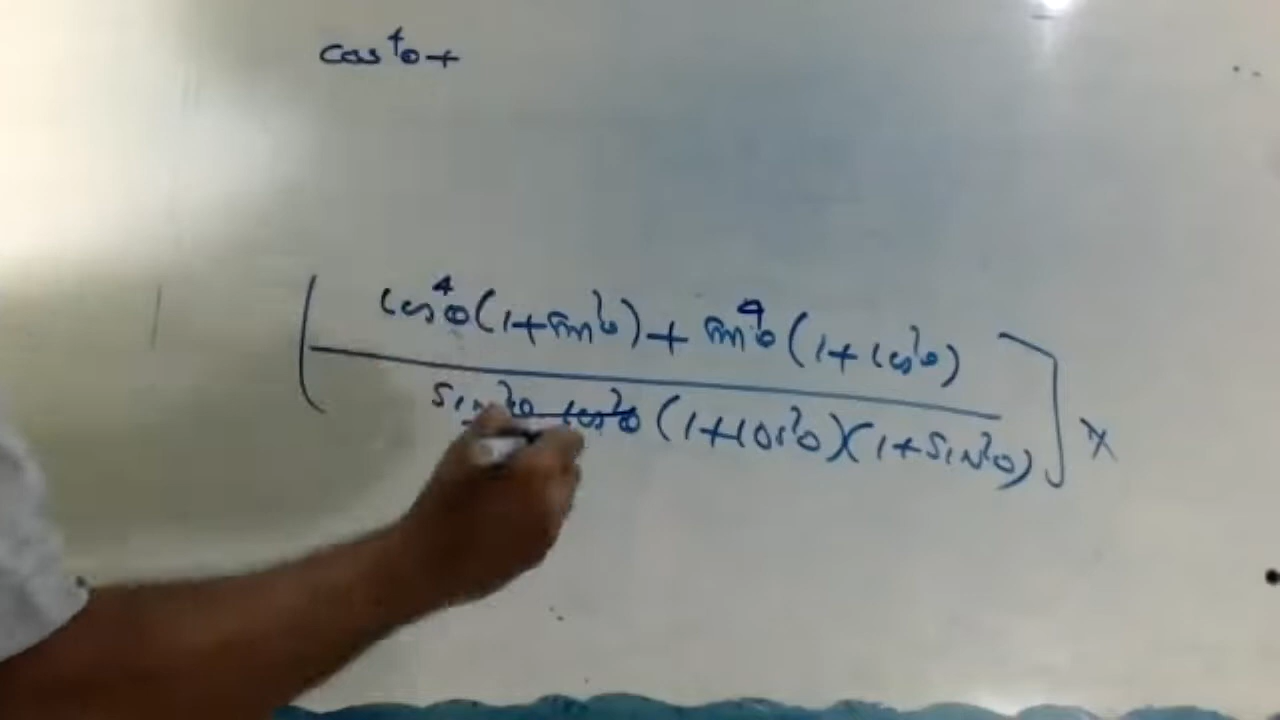 cos⁴θ +
[cos⁴θ(1+sin²θ) + sin⁴θ(1+cos²θ)
sin²θ cos²θ (1+cos²θ)(1+sin²θ)] ×